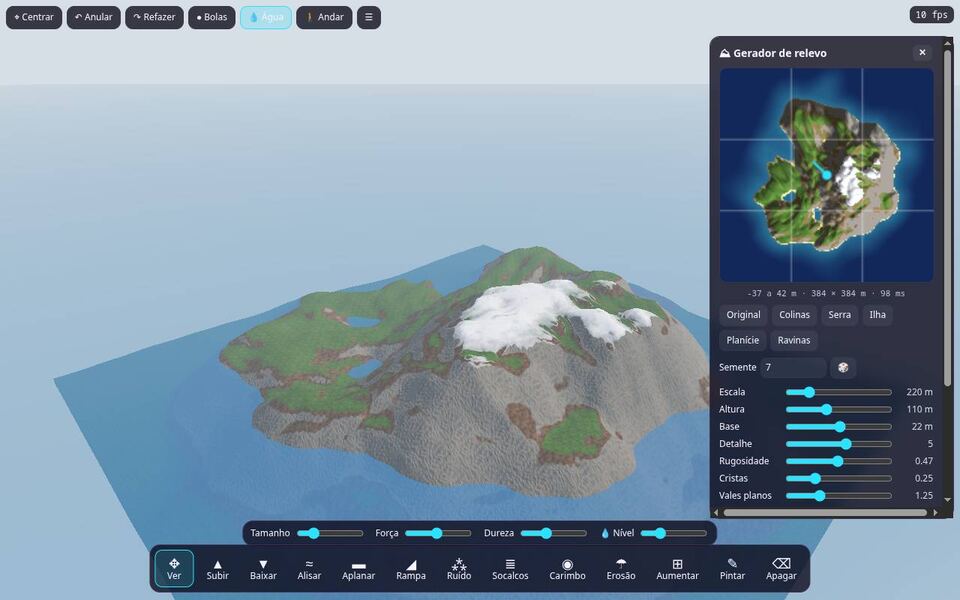 ⌖ Centrar ↶ Anular ↷ Refazer ● Bolas 💧 Água 🚶 Andar ☰ 10 fps
⛰ Gerador de relevo ×
-37 a 42 m · 384 × 384 m · 98 ms
Original Colinas Serra Ilha
Planície Ravinas
Semente 7 🎲
Escala 220 m
Altura 110 m
Base 22 m
Detalhe 5
Rugosidade 0.47
Cristas 0.25
Vales planos 1.25
Tamanho Força Dureza 💧 Nível
Ver Subir Baixar Alisar Aplanar Rampa Ruído Socalcos Carimbo Erosão Aumentar Pintar Apagar